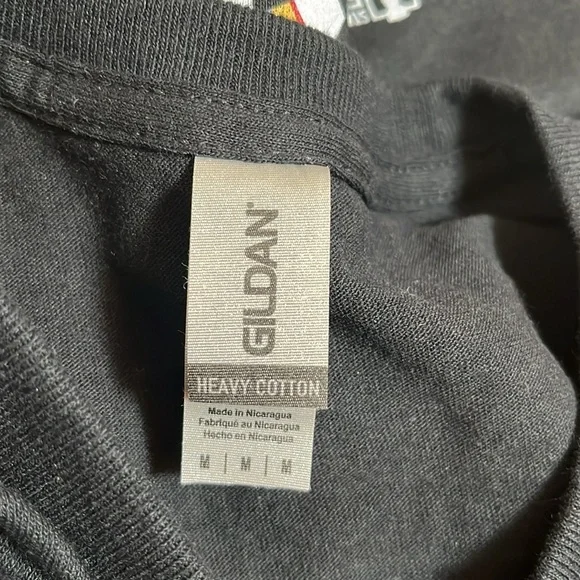 GILDAN®
HEAVY COTTON
Made in Nicaragua
Fabriqué au Nicaragua
Hecho en Nicaragua
M | M | M